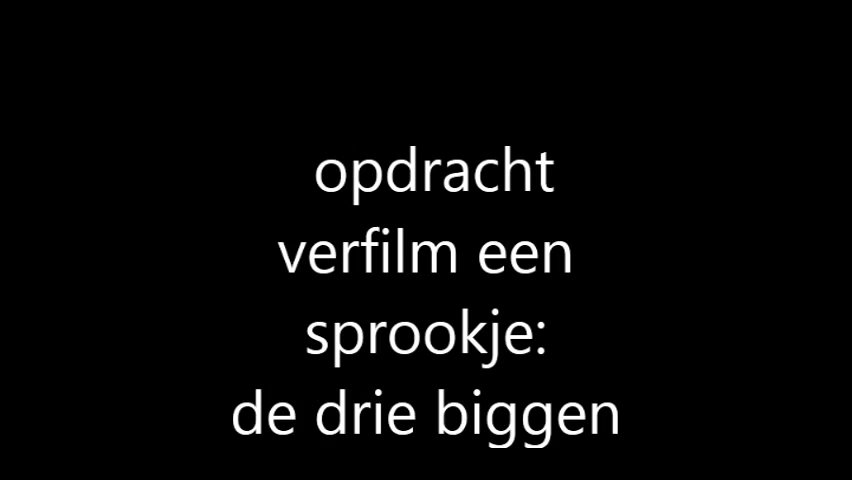 opdracht
verfilm een
sprookje:
de drie biggen